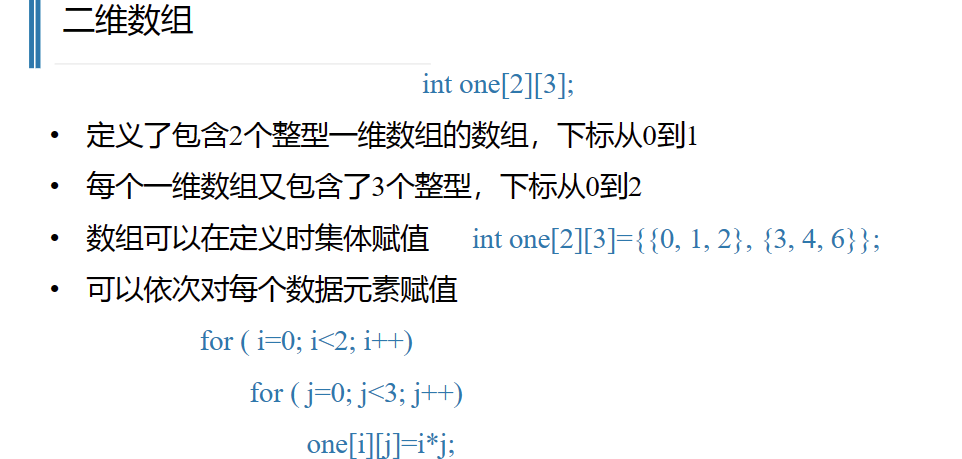 二维数组
int one[2][3];
• 定义了包含2个整型一维数组的数组，下标从0到1
• 每个一维数组又包含了3个整型，下标从0到2
• 数组可以在定义时集体赋值 int one[2][3]={{0, 1, 2}, {3, 4, 6}};
• 可以依次对每个数据元素赋值
for ( i=0; i<2; i++)
for ( j=0; j<3; j++)
one[i][j]=i*j;